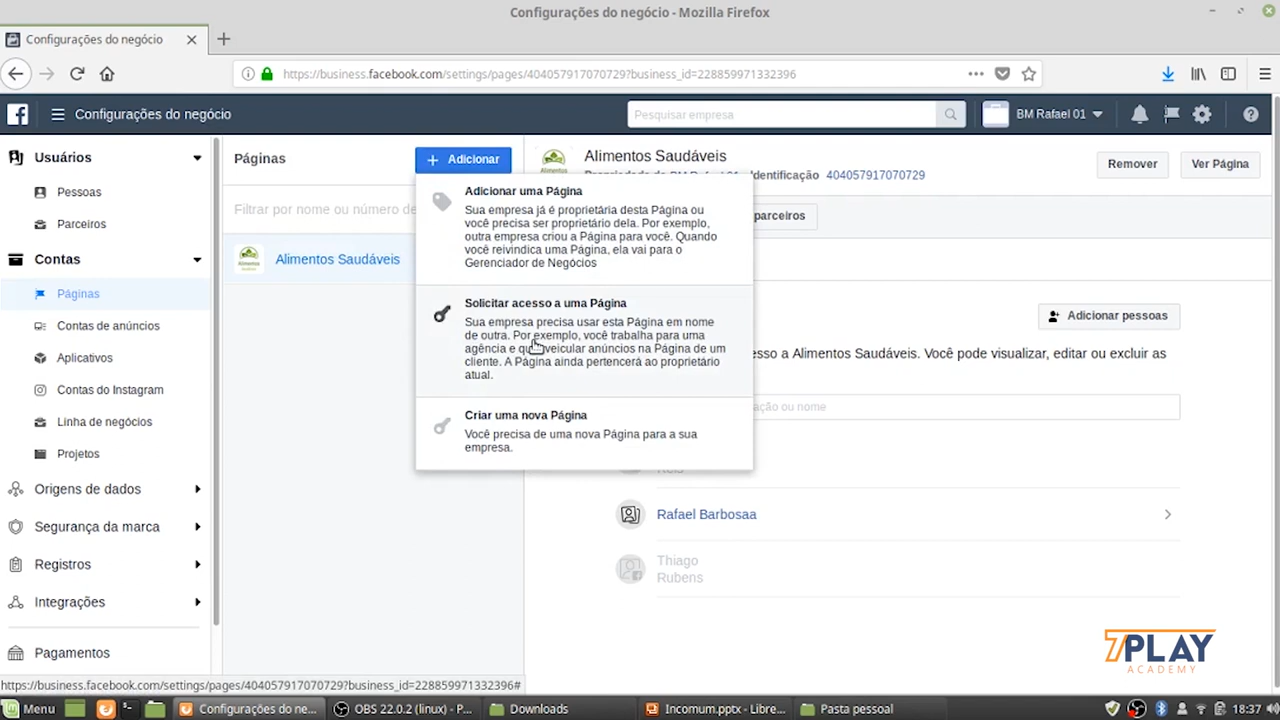 Configurações do negócio - Mozilla Firefox
Configurações do negócio
https://business.facebook.com/settings/pages/404057917070729?business_id=228859971332396
Configurações do negócio
Pesquisar empresa
BM Rafael 01
Usuários
Pessoas
Parceiros
Contas
Páginas
Contas de anúncios
Aplicativos
Contas do Instagram
Linha de negócios
Projetos
Origens de dados
Segurança da marca
Registros
Integrações
Pagamentos
Páginas
+ Adicionar
Filtrar por nome ou número de
Alimentos Saudáveis
Adicionar uma Página
Sua empresa já é proprietária desta Página ou
você precisa ser proprietário dela. Por exemplo,
outra empresa criou a Página para você. Quando
você reivindica uma Página, ela vai para o
Gerenciador de Negócios
Solicitar acesso a uma Página
Sua empresa precisa usar esta Página em nome
de outra. Por exemplo, você trabalha para uma
agência e veicular anúncios na Página de um
cliente. A Página ainda pertencerá ao proprietário
atual.
Criar uma nova Página
Você precisa de uma nova Página para a sua
empresa.
Alimentos Saudáveis
Identificação 404057917070729
Remover
Ver Página
parceiros
Adicionar pessoas
esso a Alimentos Saudáveis. Você pode visualizar, editar ou excluir as
ação ou nome
Rafael Barbosaa
Thiago
Rubens
7PLAY
ACADEMY
https://business.facebook.com/settings/pages/404057917070729?business_id=228859971332396#
Menu
Configurações do ne...
OBS 22.0.2 (linux) - P...
Downloads
Incomum.pptx - Libre...
Pasta pessoal
18:37